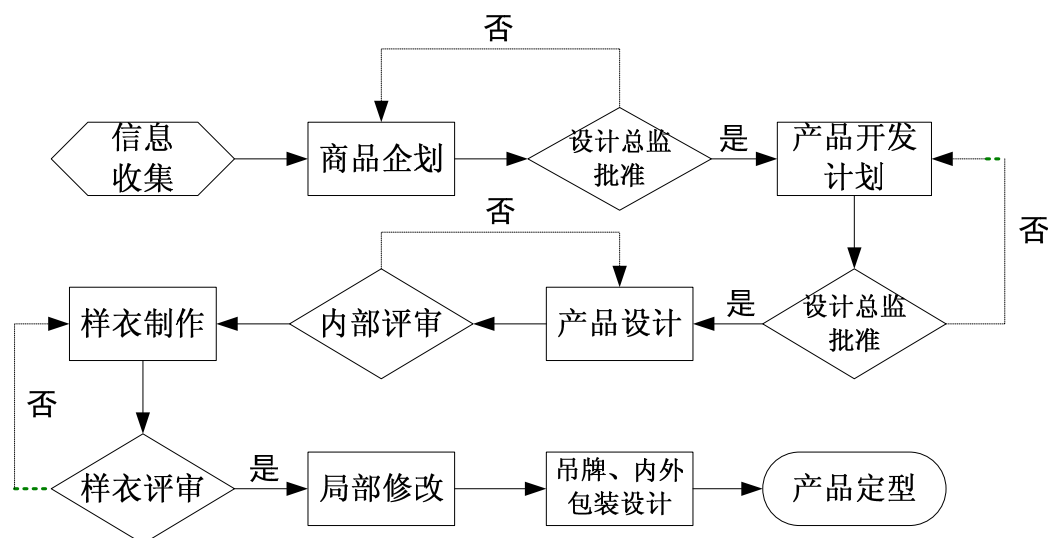 否
信息
收集
商品企划
设计总监
批准
是
产品开发
计划
否
否
样衣制作
内部评审
产品设计
是
设计总监
批准
否
样衣评审
是
局部修改
吊牌、内外
包装设计
产品定型